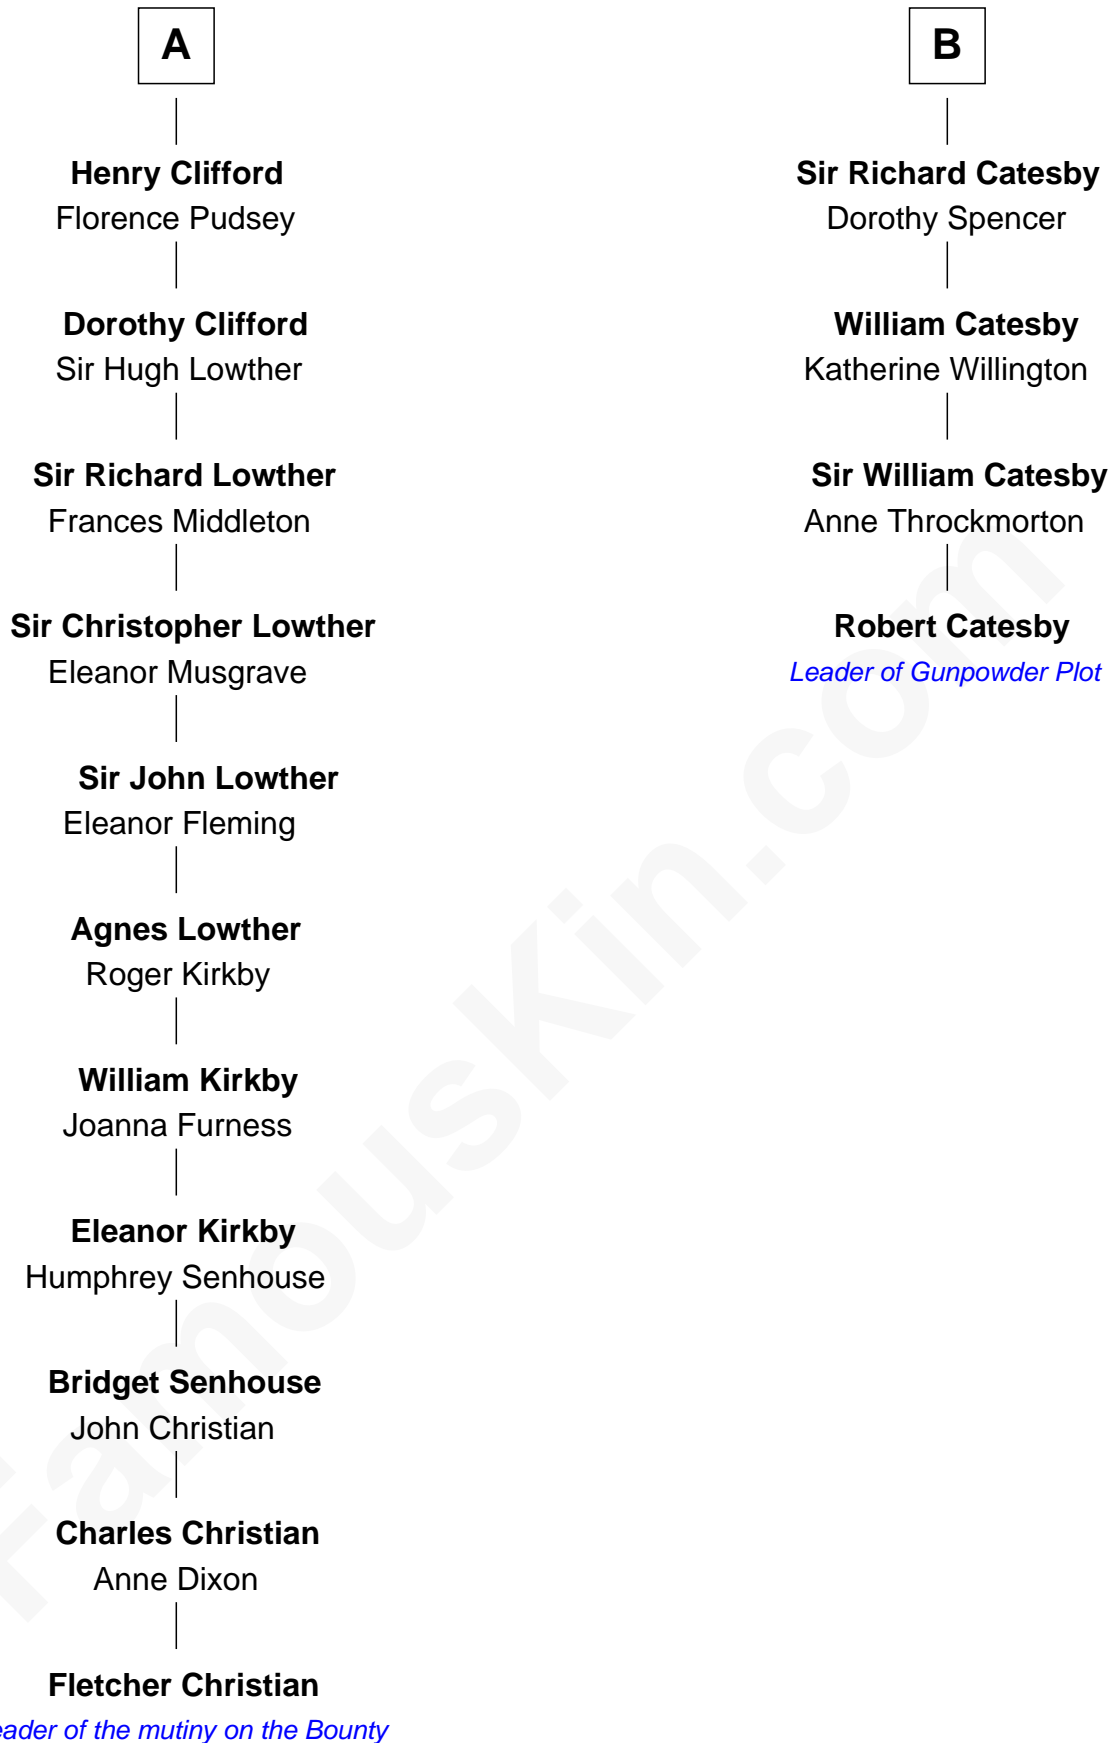 A
Henry Clifford
Florence Pudsey
Dorothy Clifford
Sir Hugh Lowther
Sir Richard Lowther
Frances Middleton
Sir Christopher Lowther
Eleanor Musgrave
Sir John Lowther
Eleanor Fleming
Agnes Lowther
Roger Kirkby
William Kirkby
Joanna Furness
Eleanor Kirkby
Humphrey Senhouse
Bridget Senhouse
John Christian
Charles Christian
Anne Dixon
Fletcher Christian
eader of the mutiny on the Bounty
B
Sir Richard Catesby
Dorothy Spencer
William Catesby
Katherine Willington
Sir William Catesby
Anne Throckmorton
Robert Catesby
Leader of Gunpowder Plot
FamousKin.com